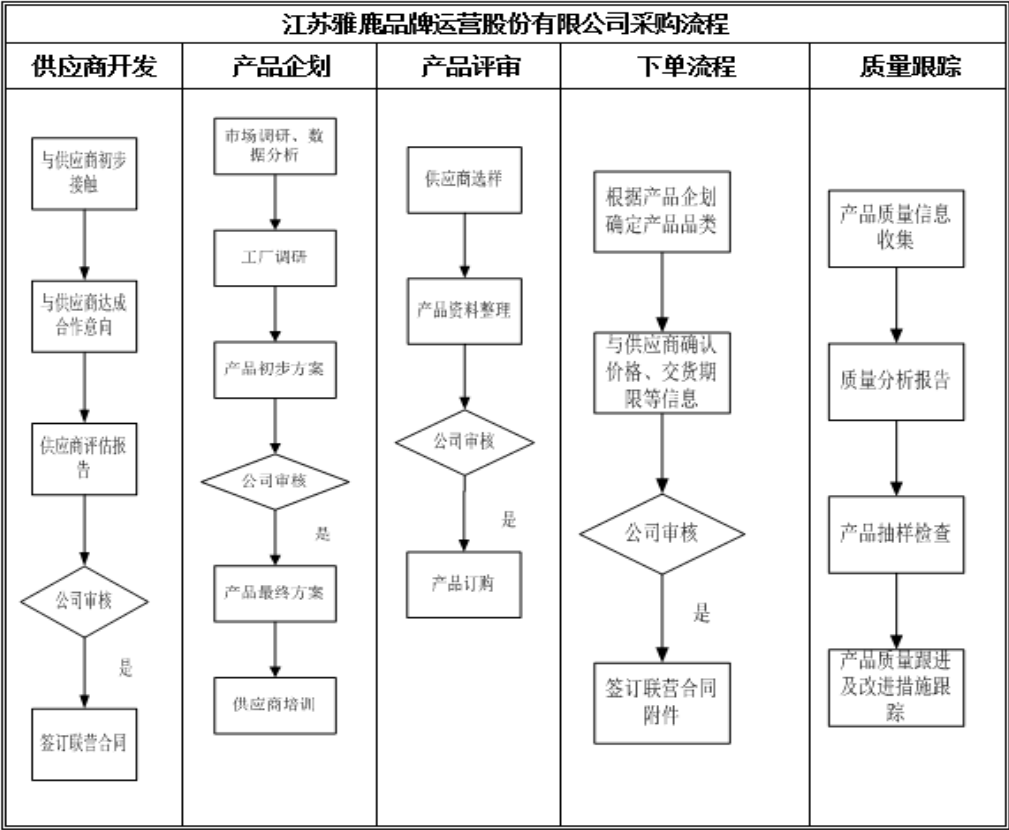 江苏雅鹿品牌运营股份有限公司采购流程
供应商开发
产品企划
产品评审
下单流程
质量跟踪
与供应商初步
接触
与供应商达成
合作意向
供应商评估报
告
公司审核
是
签订联营合同
市场调研、数
据分析
工厂调研
产品初步方案
公司审核
是
产品最终方案
供应商培训
供应商选样
产品资料整理
公司审核
是
产品订购
根据产品企划
确定产品品类
与供应商确认
价格、交货期
限等信息
公司审核
是
签订联营合同
附件
产品质量信息
收集
质量分析报告
产品抽样检查
产品质量跟进
及改进措施跟
踪